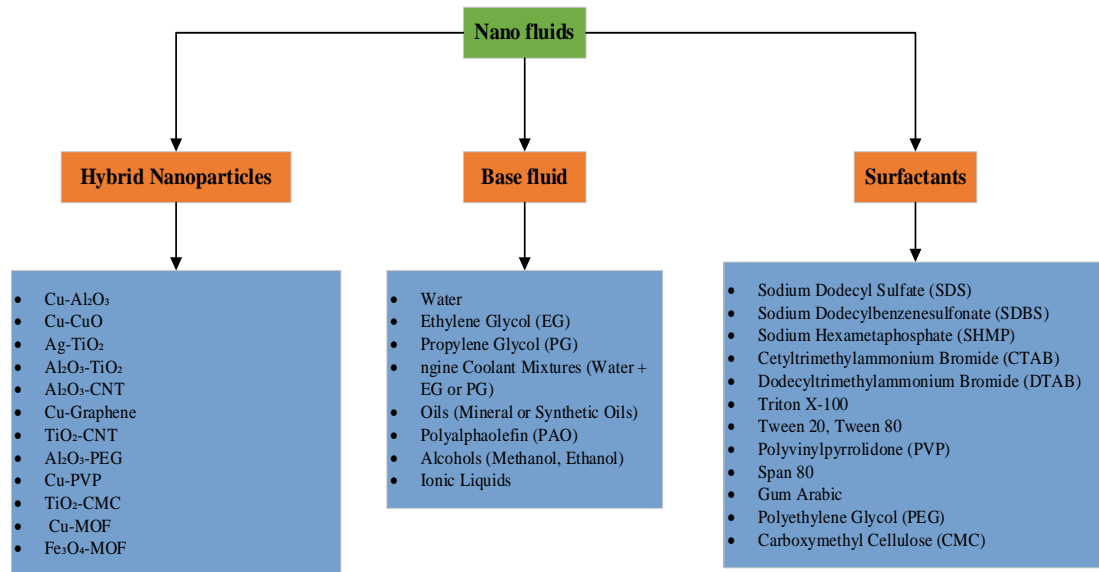 Nano fluids
Hybrid Nanoparticles
Base fluid
Surfactants
• Cu-Al₂O₃
• Cu-CuO
• Ag-TiO₂
• Al₂O₃-TiO₂
• Al₂O₃-CNT
• Cu-Graphene
• TiO₂-CNT
• Al₂O₃-PEG
• Cu-PVP
• TiO₂-CMC
• Cu-MOF
• Fe₃O₄-MOF
• Water
• Ethylene Glycol (EG)
• Propylene Glycol (PG)
• ngine Coolant Mixtures (Water +
EG or PG)
• Oils (Mineral or Synthetic Oils)
• Polyalphaolefin (PAO)
• Alcohols (Methanol, Ethanol)
• Ionic Liquids
• Sodium Dodecyl Sulfate (SDS)
• Sodium Dodecylbenzenesulfonate (SDBS)
• Sodium Hexametaphosphate (SHMP)
• Cetyltrimethylammonium Bromide (CTAB)
• Dodecyltrimethylammonium Bromide (DTAB)
• Triton X-100
• Tween 20, Tween 80
• Polyvinylpyrrolidone (PVP)
• Span 80
• Gum Arabic
• Polyethylene Glycol (PEG)
• Carboxymethyl Cellulose (CMC)